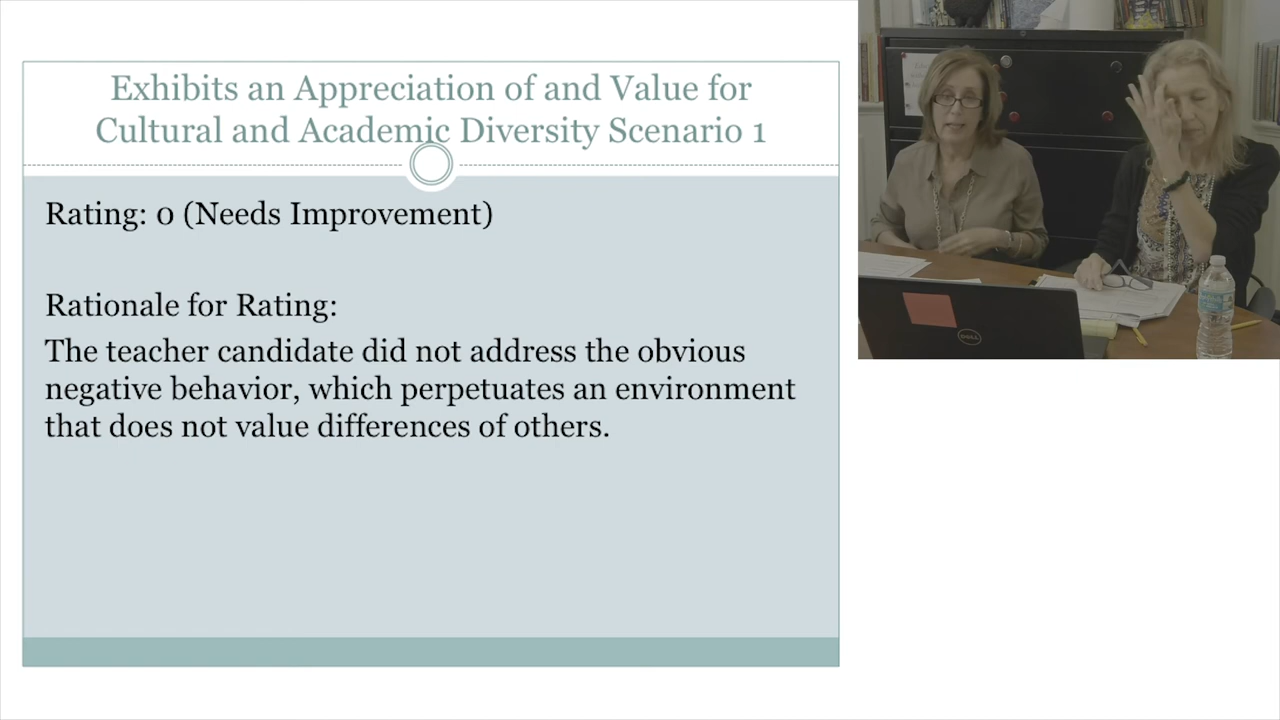 Exhibits an Appreciation of and Value for
Cultural and Academic Diversity Scenario 1
Rating: 0 (Needs Improvement)
Rationale for Rating:
The teacher candidate did not address the obvious
negative behavior, which perpetuates an environment
that does not value differences of others.
DELL